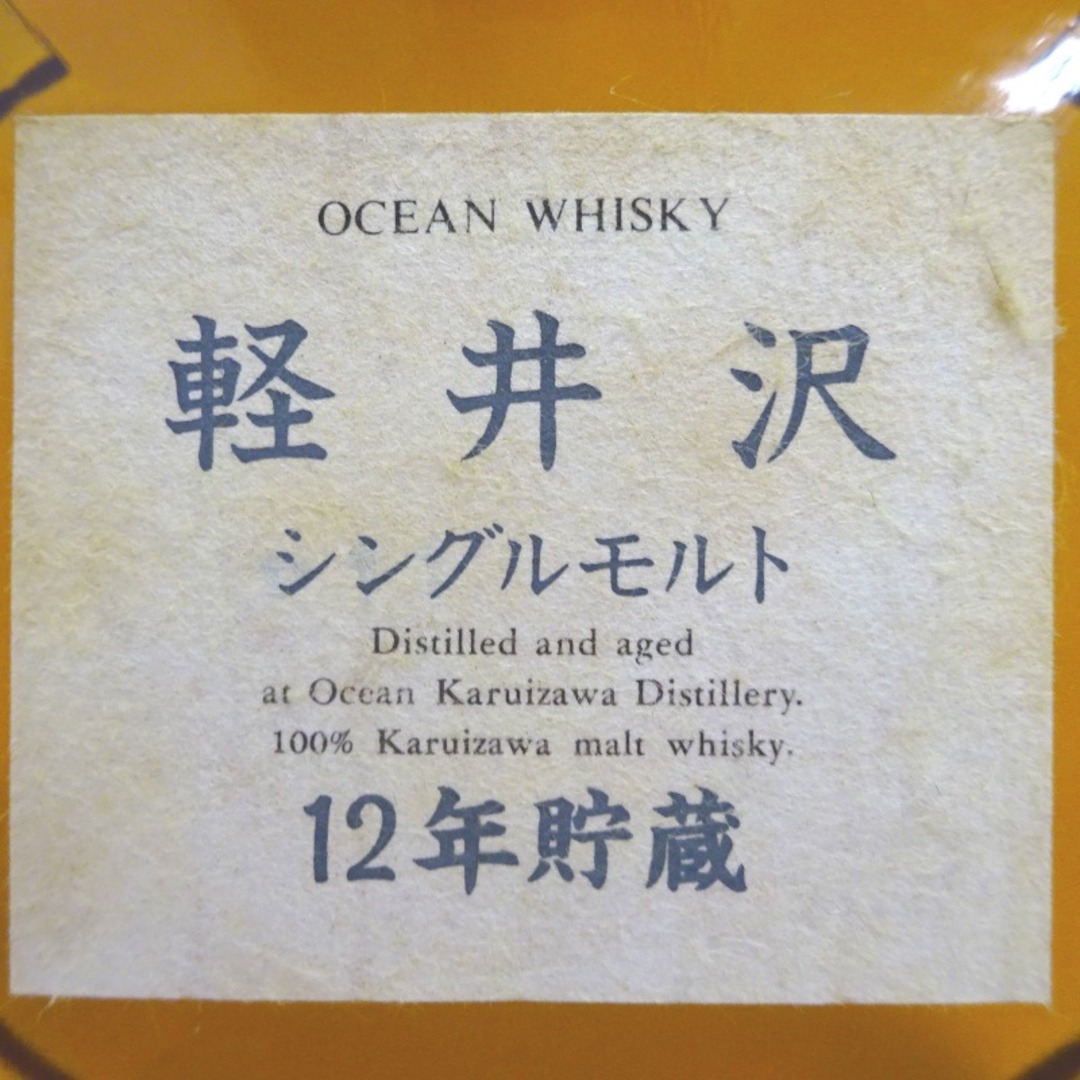 OCEAN WHISKY
軽井沢
シングルモルト
Distilled and aged
at Ocean Karuizawa Distillery.
100% Karuizawa malt whisky.
12年貯蔵